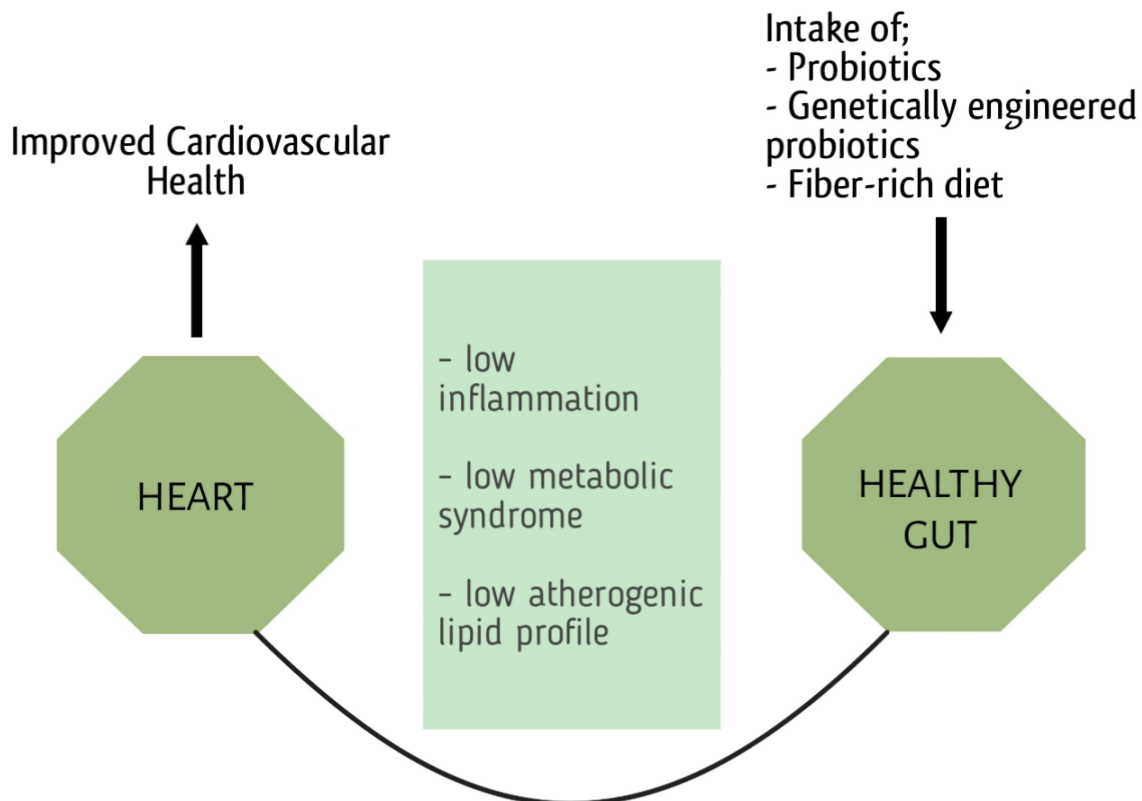 Intake of;
- Probiotics
- Genetically engineered
probiotics
- Fiber-rich diet
Improved Cardiovascular
Health
- low
inflammation
- low metabolic
syndrome
- low atherogenic
lipid profile
HEART
HEALTHY
GUT